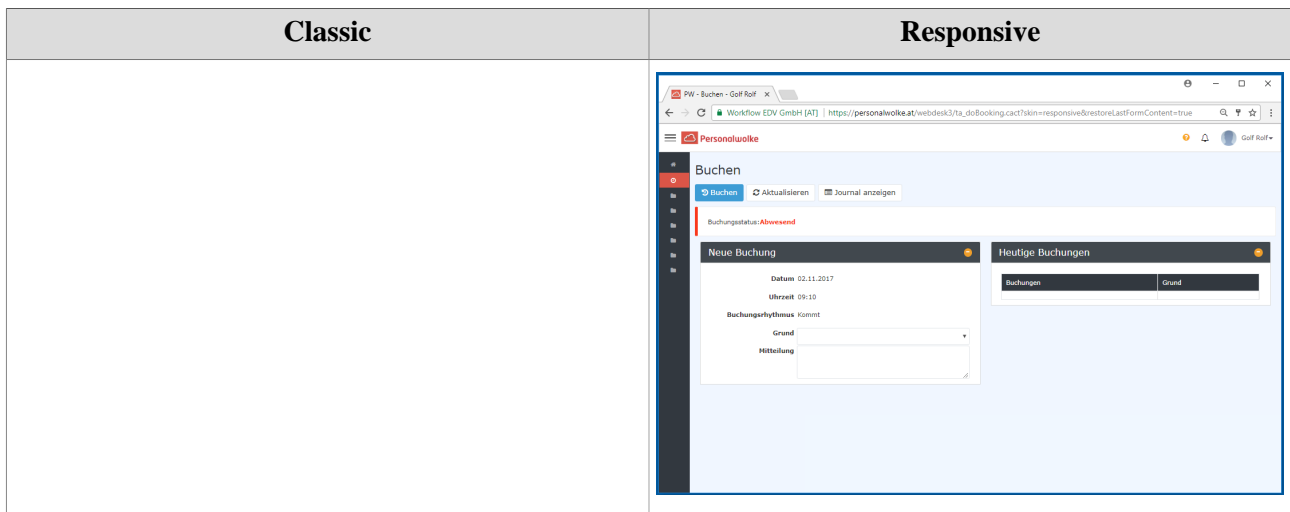 Classic Responsive
PW - Buchen - Golf Rolf
Workflow EDV GmbH [AT] | https://personalwolke.at/webdesk3/ta_doBooking.cact?skin=responsive&restoreLastFormContent=true
Personalwolke Golf Rolf
Buchen
Buchen Aktualisieren Journal anzeigen
Buchungsstatus:Abwesend
Neue Buchung Heutige Buchungen
Datum 02.11.2017 Buchungen Grund
Uhrzeit 09:10
Buchungsrhythmus Kommt
Grund
Mitteilung